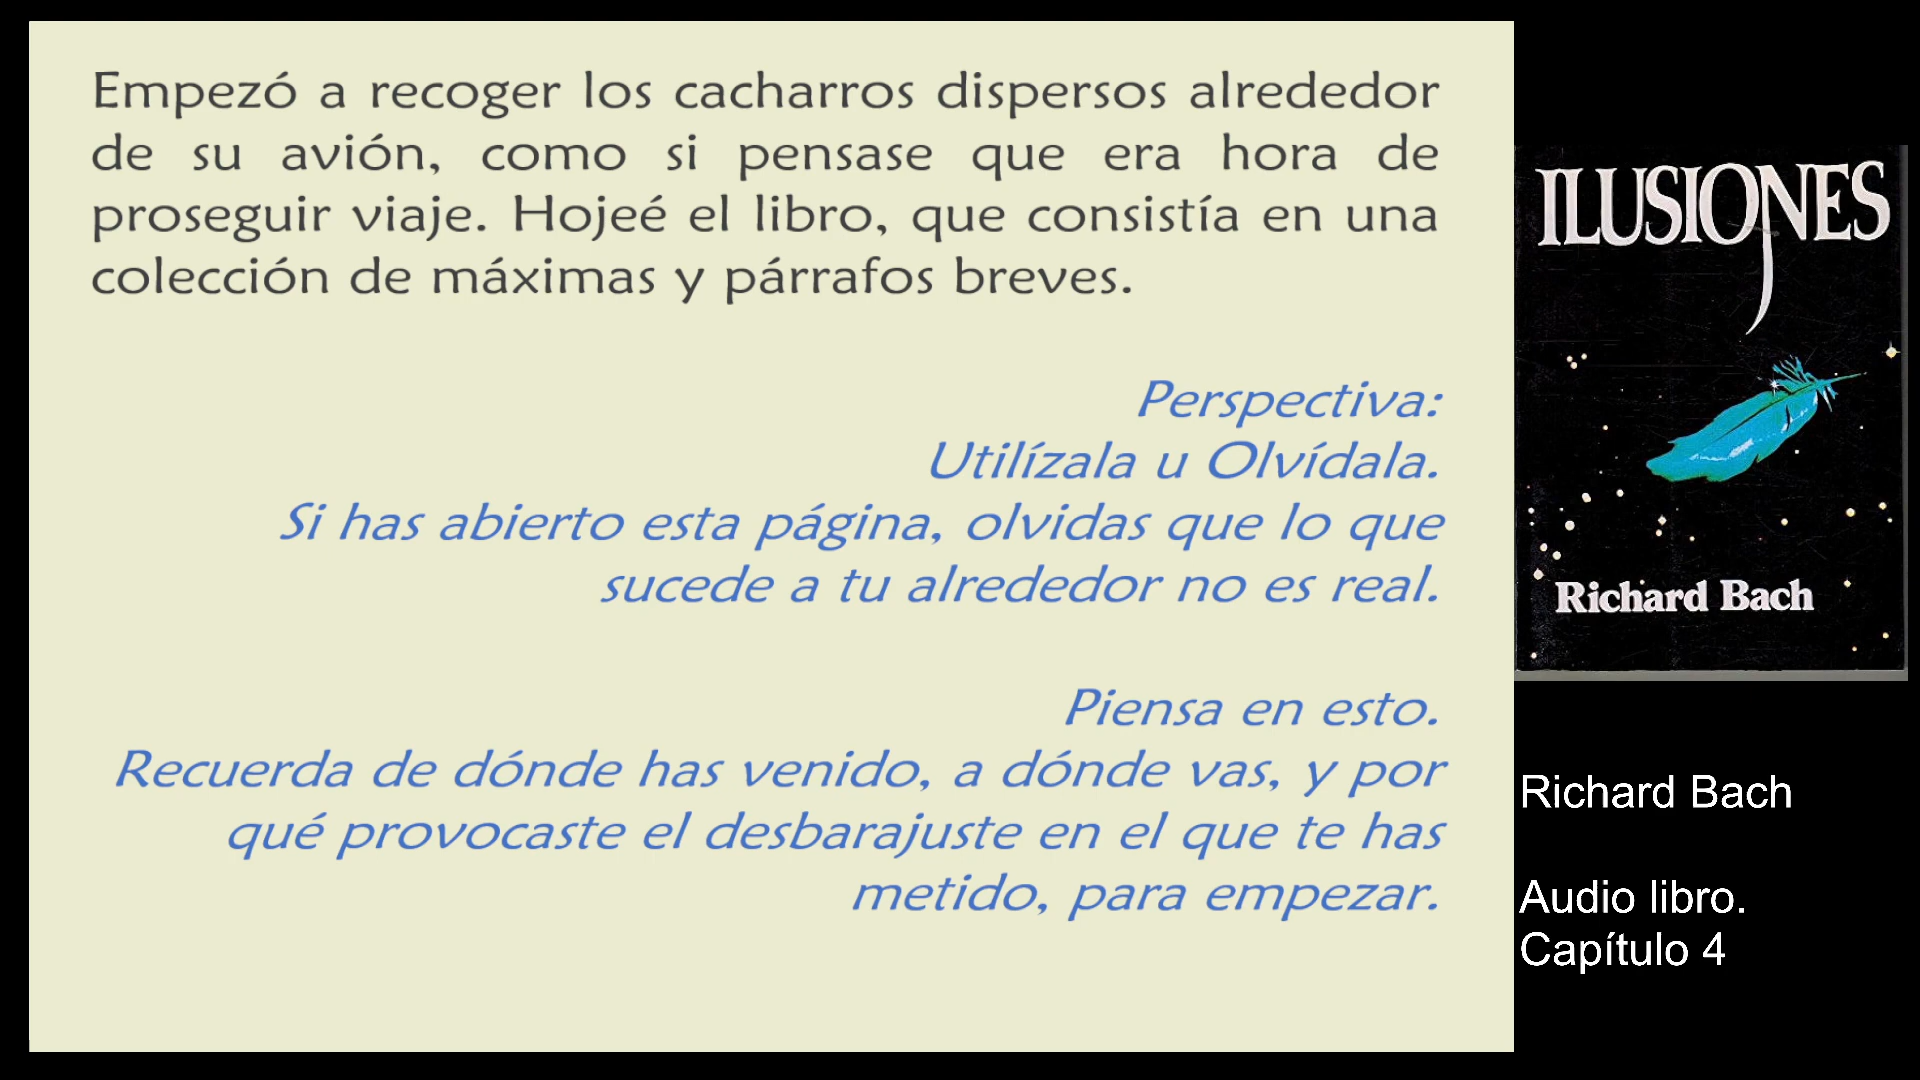 Empezó a recoger los cacharros dispersos alrededor
de su avión, como si pensase que era hora de
proseguir viaje. Hojeé el libro, que consistía en una
colección de máximas y párrafos breves.
Perspectiva:
Utilízala u Olvídala.
Si has abierto esta página, olvidas que lo que
sucede a tu alrededor no es real.
Piensa en esto.
Recuerda de dónde has venido, a dónde vas, y por
qué provocaste el desbarajuste en el que te has
metido, para empezar.
ILUSIONES
Richard Bach
Richard Bach
Audio libro.
Capítulo 4